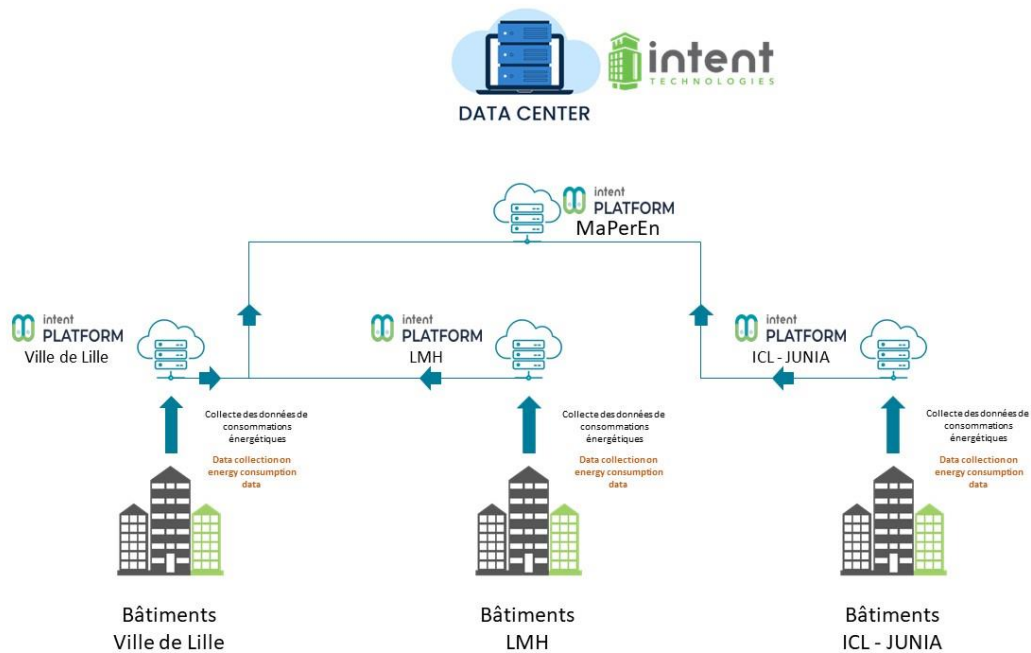 DATA CENTER
intent
TECHNOLOGIES
intent
PLATFORM
MaPerEn
intent
PLATFORM
Ville de Lille
intent
PLATFORM
LMH
intent
PLATFORM
ICL - JUNIA
Collecte des données de
consommations
énergétiques
Data collection on
energy consumption
data
Collecte des données de
consommations
énergétiques
Data collection on
energy consumption
data
Collecte des données de
consommations
énergétiques
Data collection on
energy consumption
data
Bâtiments
Ville de Lille
Bâtiments
LMH
Bâtiments
ICL - JUNIA